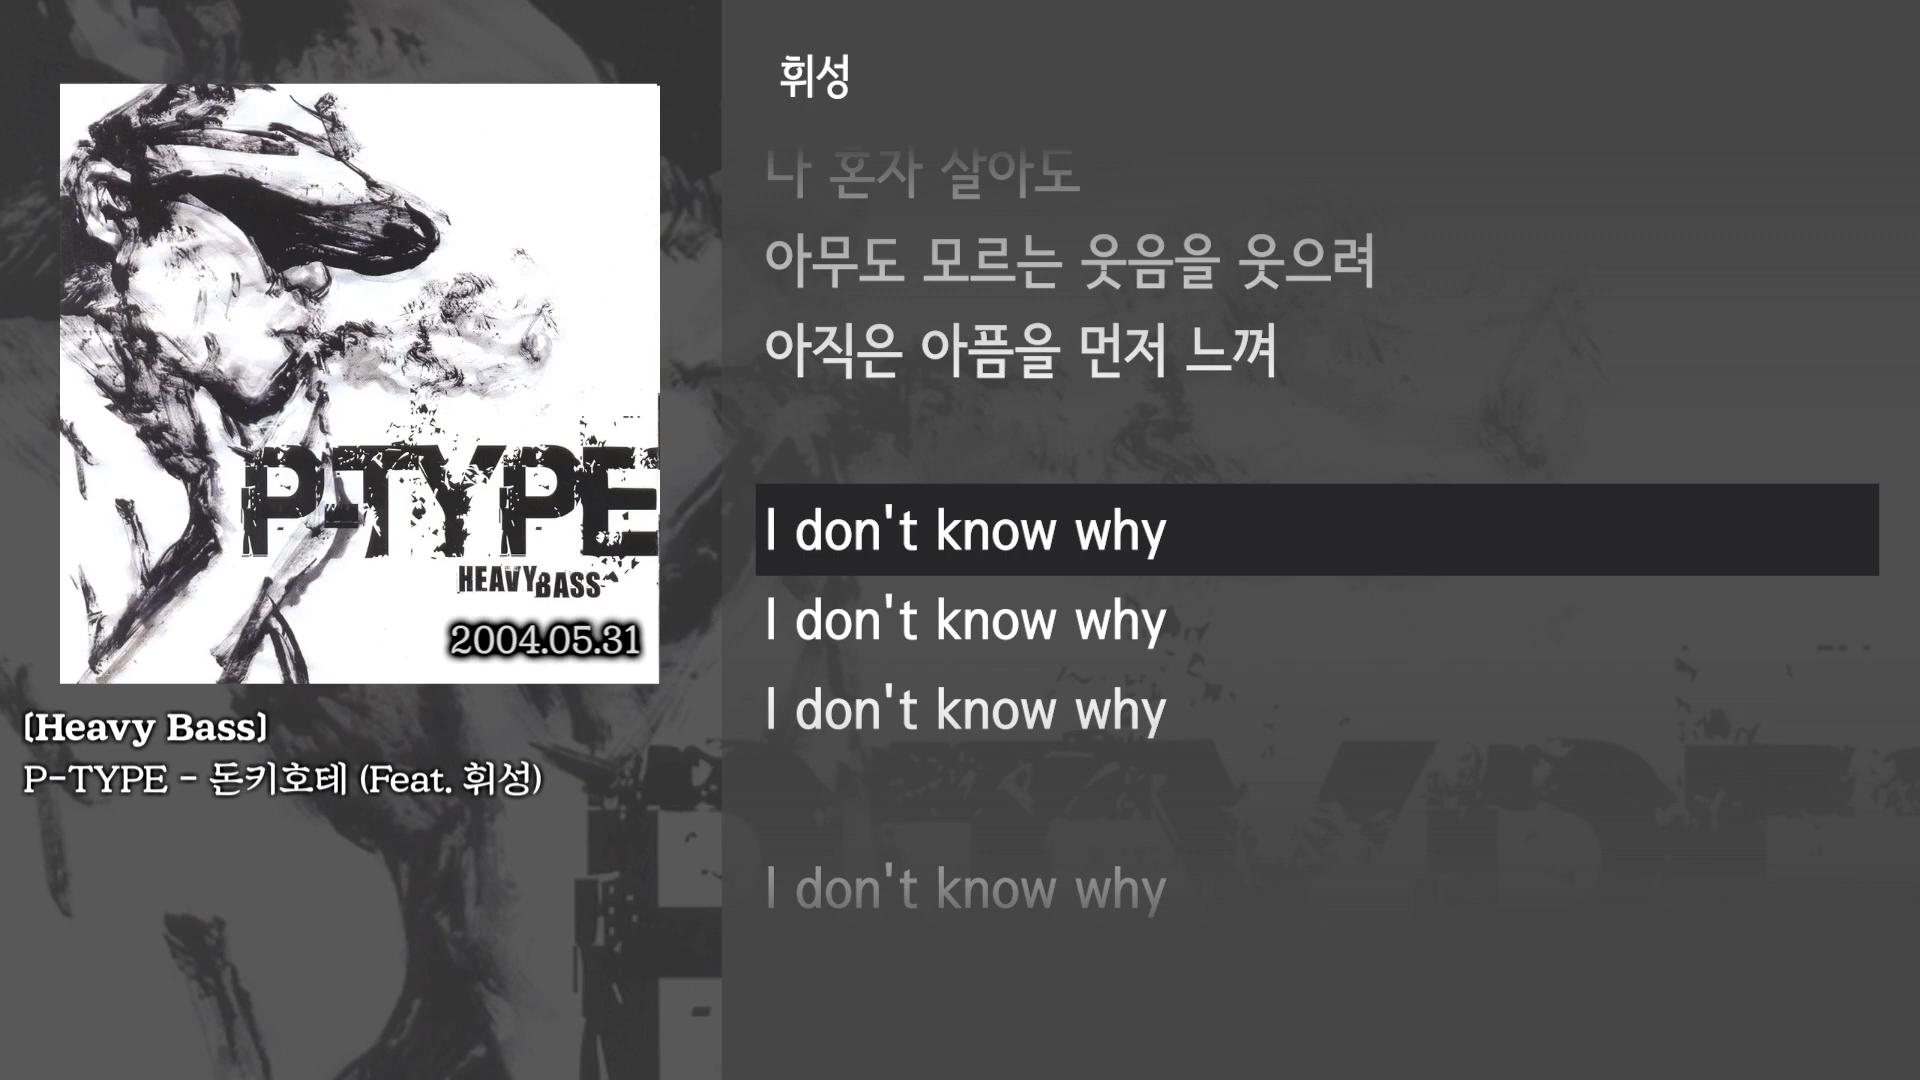 P-TYPE
HEAVY BASS
2004.05.31
[Heavy Bass]
P-TYPE - 돈키호테 (Feat. 휘성)
휘성
나 혼자 살아도
아무도 모르는 웃음을 웃으려
아직은 아픔을 먼저 느껴
I don't know why
I don't know why
I don't know why
I don't know why